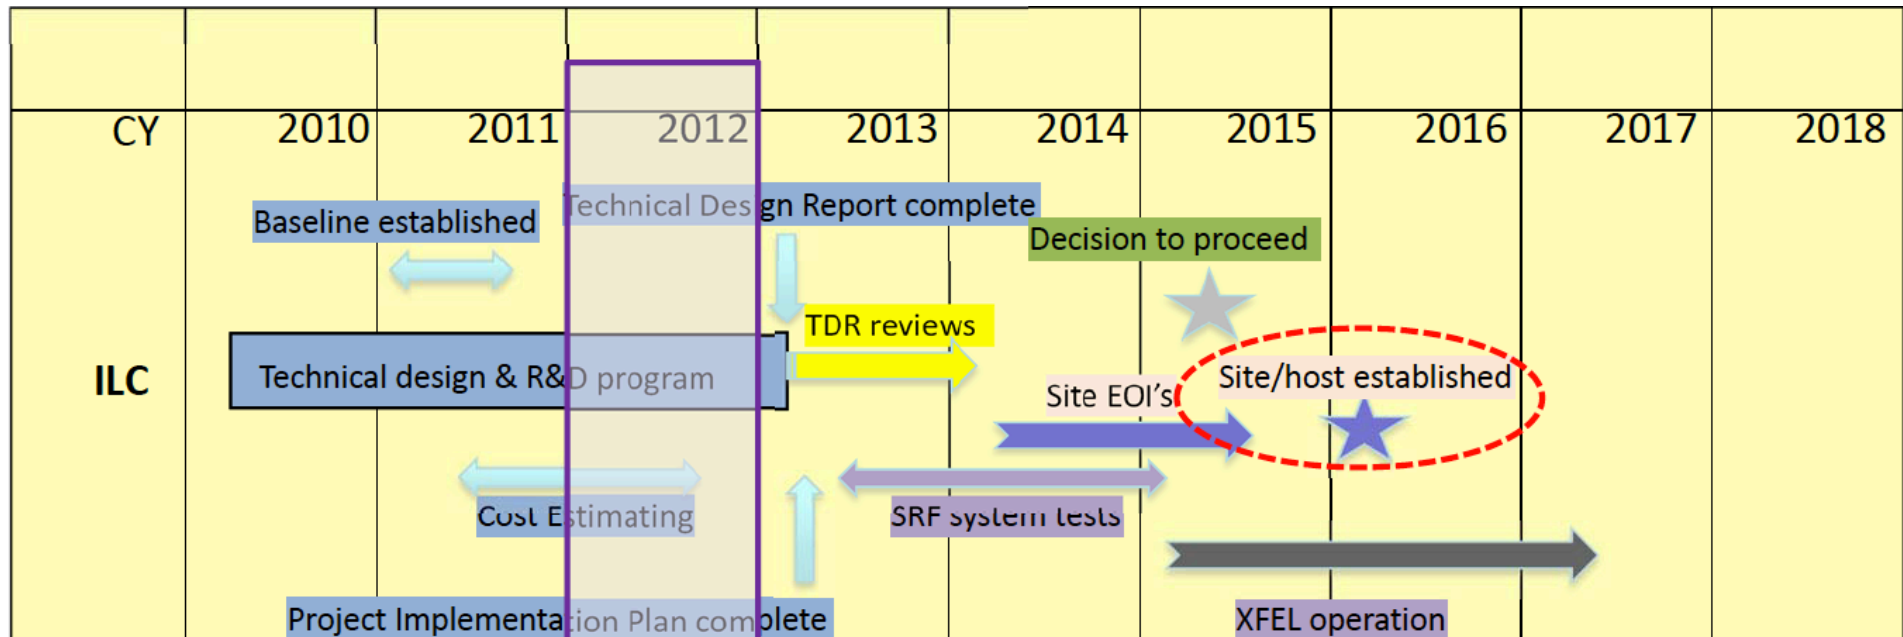 CY 2010 2011 2012 2013 2014 2015 2016 2017 2018
Technical Design Report complete
Baseline established
Decision to proceed
TDR reviews
ILC
Technical design & R&D program
Site/host established
Site EOI's
Cost Estimating
SRF system tests
Project Implementation Plan complete
XFEL operation